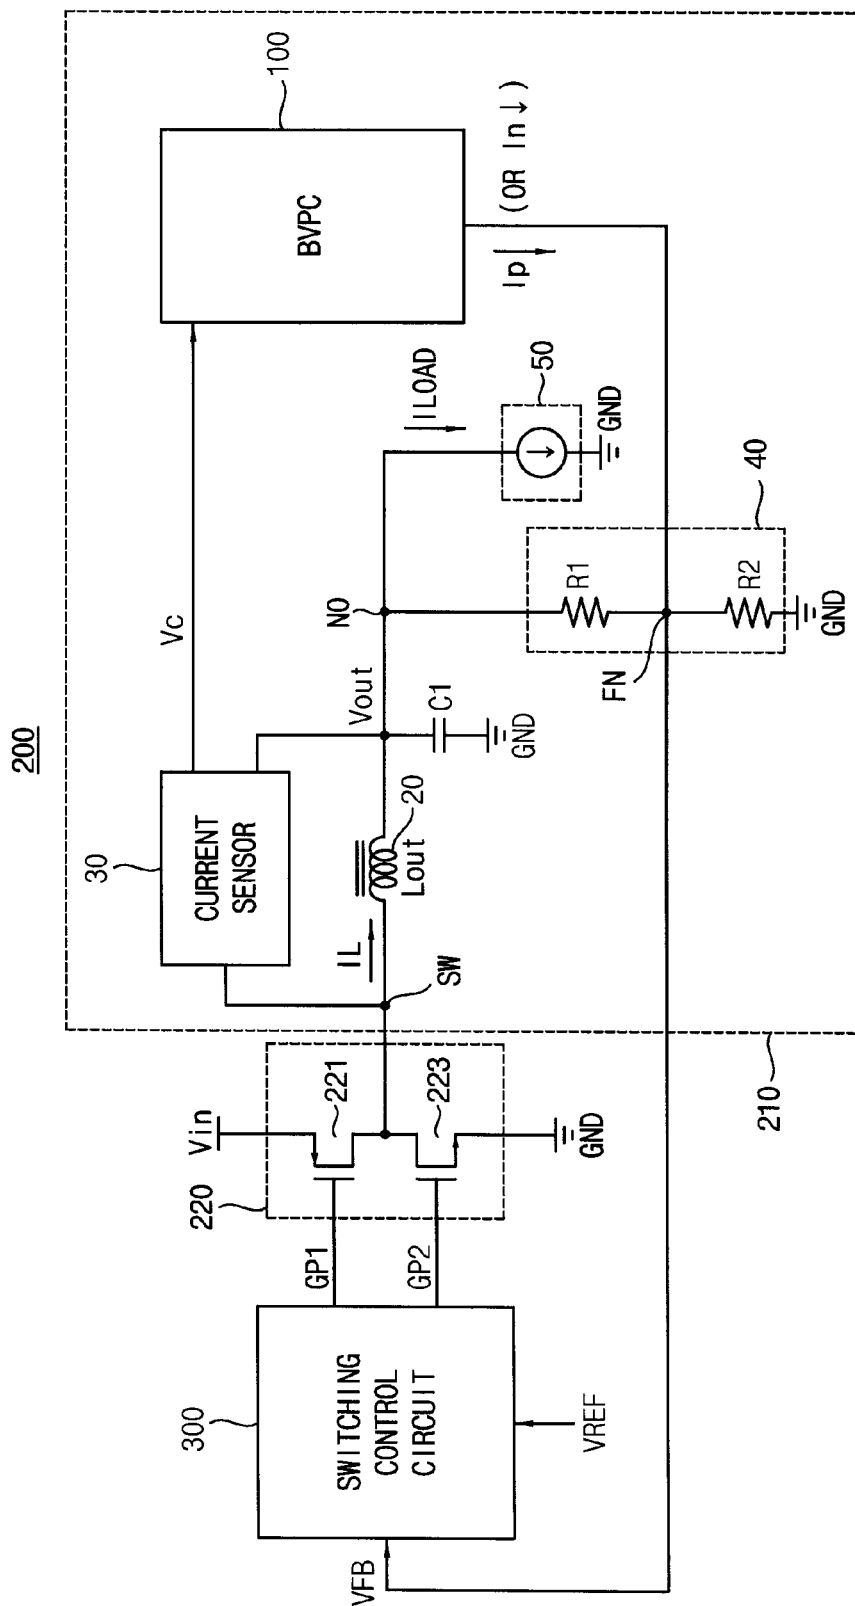 200
30
CURRENT
SENSOR
Vc
BVPC
100
Ip
(OR In ↓)
ILOAD
50
GND
40
R1
R2
GND
FN
NO
Vout
C1
GND
20
Lout
IL
SW
210
Vin
220
221
223
GND
GP1
GP2
300
SWITCHING
CONTROL
CIRCUIT
VREF
VFB